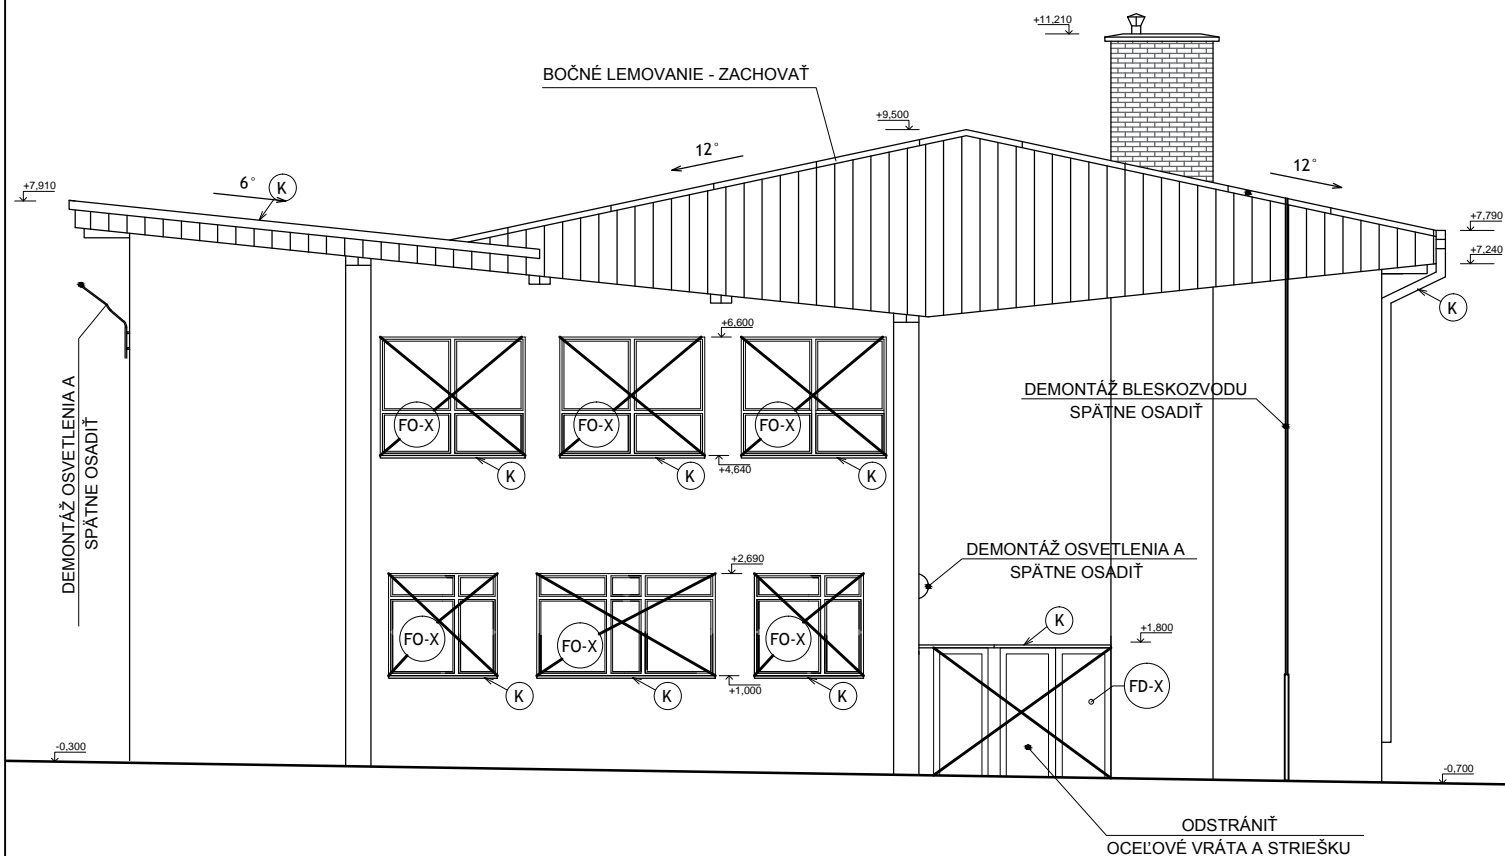 +11,210
BOČNÉ LEMOVANIE - ZACHOVAŤ
+9,500
12°
12°
6°
K
+7,910
+7,790
+7,240
K
+6,600
DEMONTÁŽ OSVETLENIA A
SPÄTNE OSADIŤ
DEMONTÁŽ BLESKOZVODU
SPÄTNE OSADIŤ
FO-X
FO-X
FO-X
+4,640
K
K
K
+2,690
DEMONTÁŽ OSVETLENIA A
SPÄTNE OSADIŤ
K
+1,800
FO-X
FO-X
FO-X
FD-X
+1,000
K
K
K
-0,300
-0,700
ODSTRÁNIŤ
OCEĽOVÉ VRÁTA A STRIEŠKU